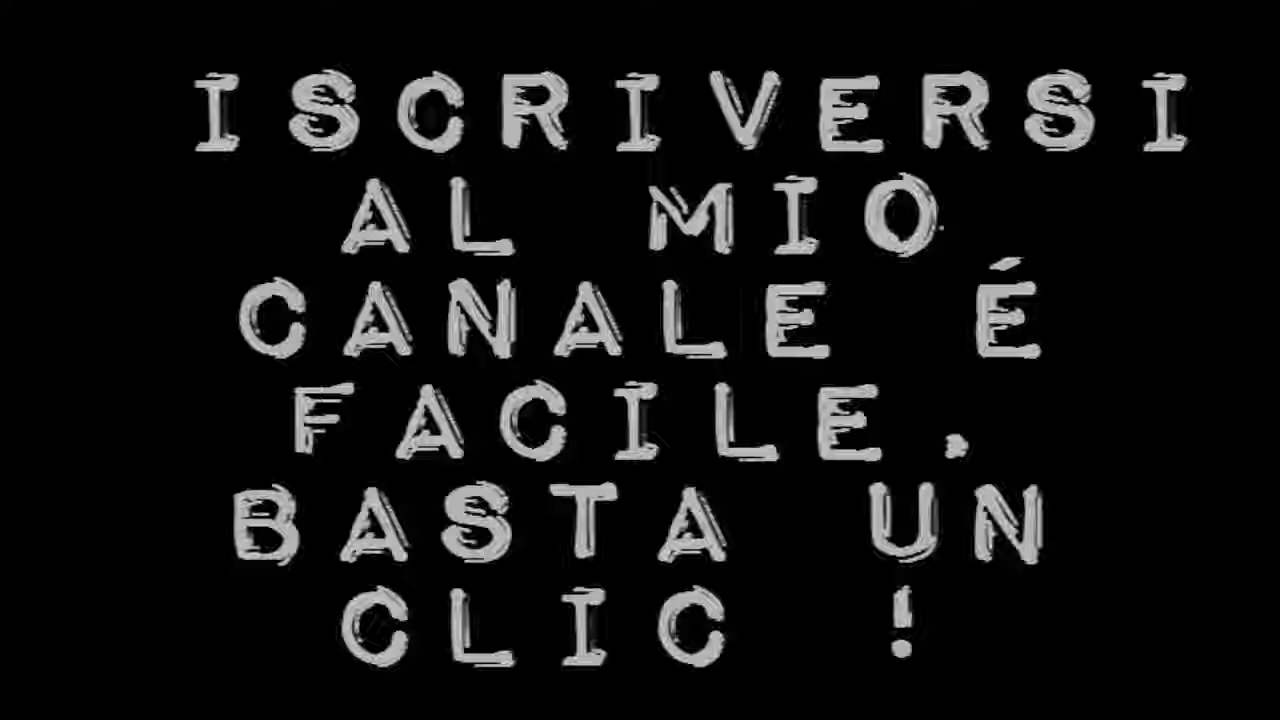 ISCRIVERSI
AL MIO
CANALE É
FACILE.
BASTA UN
CLIC !